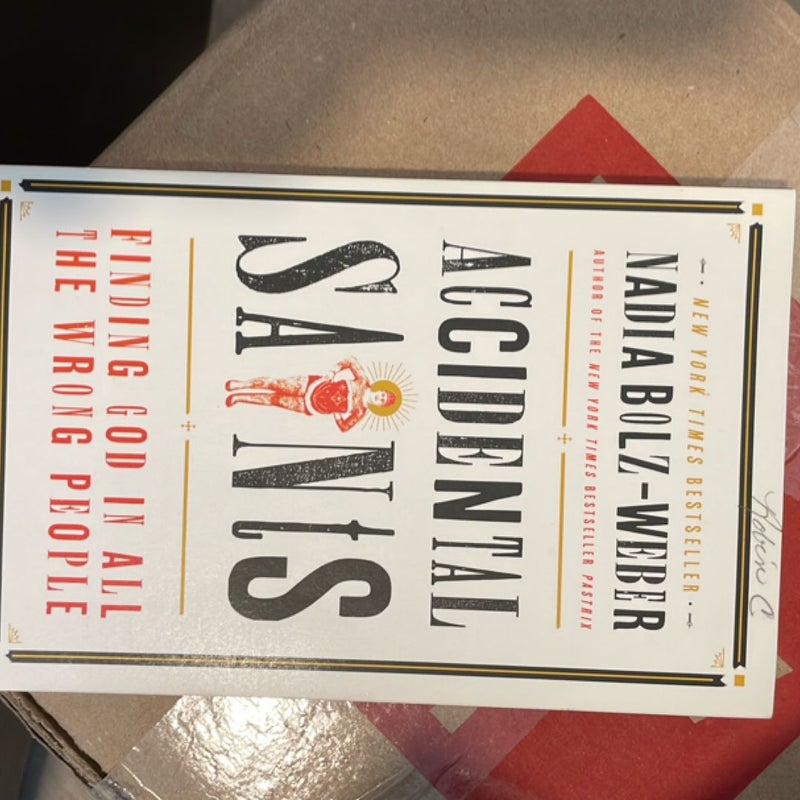 Robin C
NEW YORK TIMES BESTSELLER
NADIA BOLZ-WEBER
AUTHOR OF THE NEW YORK TIMES BESTSELLER PASTRIX
ACCIDENTAL
SAINtS
FINDING GOD IN ALL
THE WRONG PEOPLE